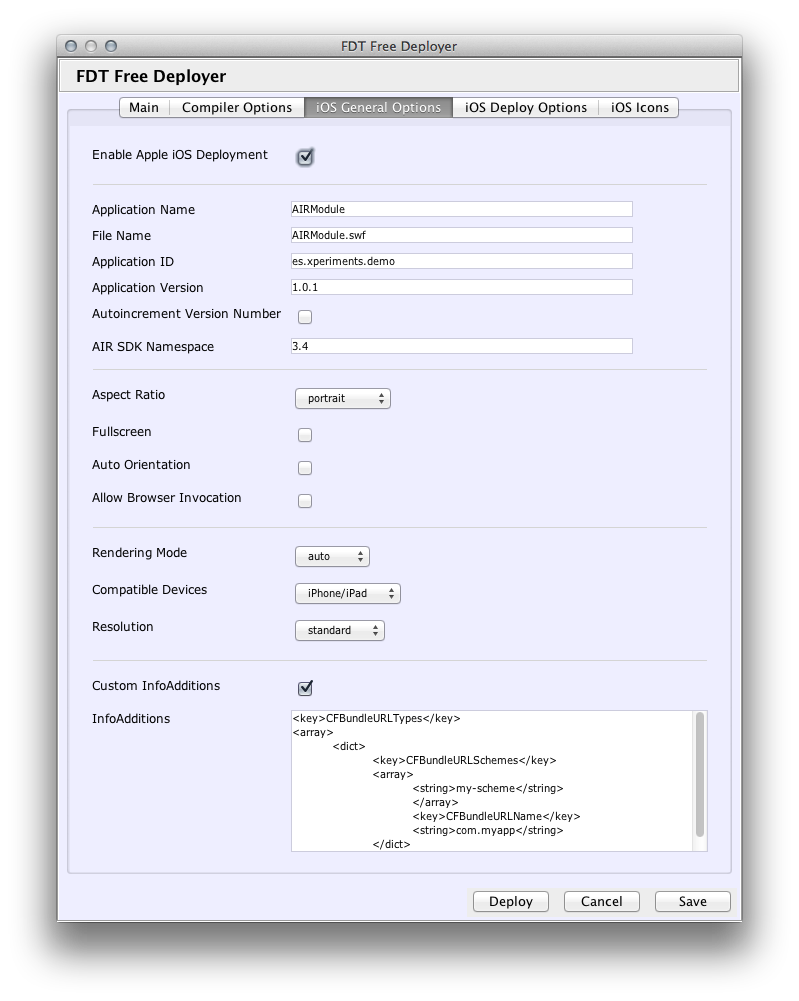 FDT Free Deployer
FDT Free Deployer
Main Compiler Options iOS General Options iOS Deploy Options iOS Icons
Enable Apple iOS Deployment
Application Name AIRModule
File Name AIRModule.swf
Application ID es.xperiments.demo
Application Version 1.0.1
Autoincrement Version Number
AIR SDK Namespace 3.4
Aspect Ratio portrait
Fullscreen
Auto Orientation
Allow Browser Invocation
Rendering Mode auto
Compatible Devices iPhone/iPad
Resolution standard
Custom InfoAdditions
InfoAdditions <key>CFBundleURLTypes</key>
<array>
<dict>
<key>CFBundleURLSchemes</key>
<array>
<string>my-scheme</string>
</array>
<key>CFBundleURLName</key>
<string>com.myapp</string>
</dict>
Deploy Cancel Save